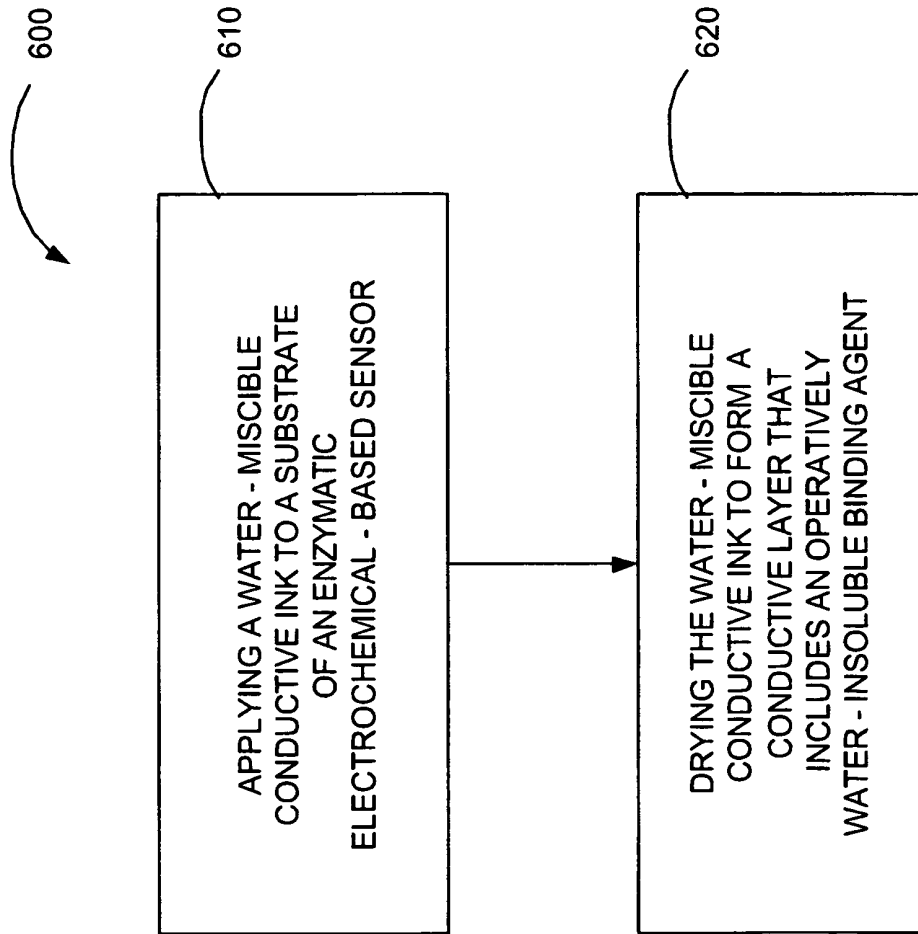 600
610
APPLYING A WATER - MISCIBLE
CONDUCTIVE INK TO A SUBSTRATE
OF AN ENZYMATIC
ELECTROCHEMICAL - BASED SENSOR
620
DRYING THE WATER - MISCIBLE
CONDUCTIVE INK TO FORM A
CONDUCTIVE LAYER THAT
INCLUDES AN OPERATIVELY
WATER - INSOLUBLE BINDING AGENT